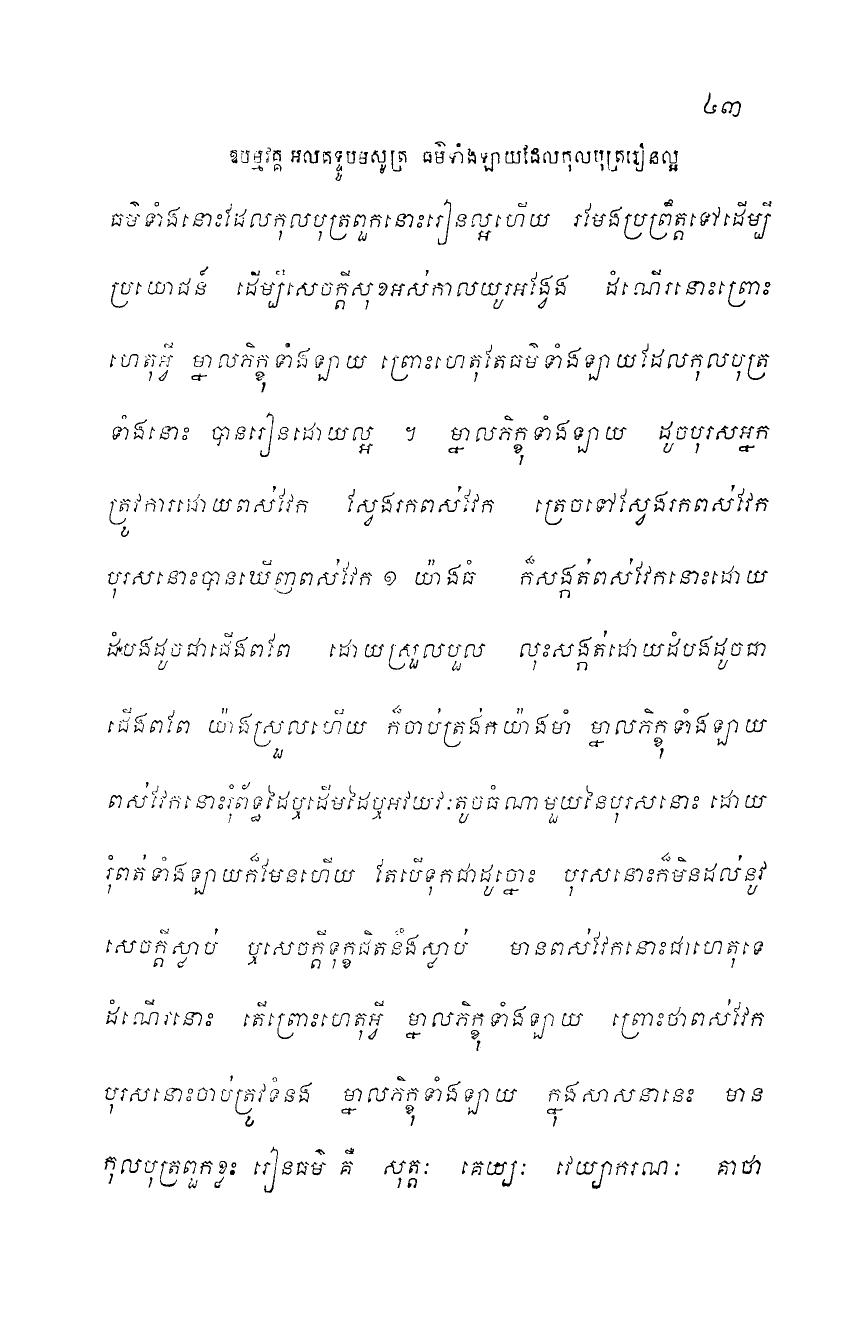 ៤៣
ឱបម្មវគ្គ អលគទ្ទូបមសូត្រ ធម៌ទាំងឡាយដែលកុលបុត្ររៀនល្អ
ធម៌ទាំងនោះដែលកុលបុត្រពួកនោះរៀនល្អហើយ រមែងប្រព្រឹត្តទៅដើម្បី
ប្រយោជន៍ ដើម្បីសេចក្តីសុខអស់កាលយូរអង្វែង ដំណើរនោះព្រោះ
ហេតុអ្វី ម្នាលភិក្ខុទាំងឡាយ ព្រោះហេតុតែធម៌ទាំងឡាយដែលកុលបុត្រ
ទាំងនោះ បានរៀនដោយល្អ ។ ម្នាលភិក្ខុទាំងឡាយ ដូចបុរសអ្នក
ត្រូវការដោយពស់វែក ស្វែងរកពស់វែក ត្រេចទៅស្វែងរកពស់វែក
បុរសនោះបានឃើញពស់វែក ១ យ៉ាងធំ ក៏សង្កត់ពស់វែកនោះដោយ
ដំបងដូចជាជើងពពែ ដោយស្រួលបួល លុះសង្កត់ដោយដំបងដូចជា
ជើងពពែ យ៉ាងស្រួលហើយ ក៏ចាប់ត្រង់កយ៉ាងមាំ ម្នាលភិក្ខុទាំងឡាយ
ពស់វែកនោះរុំព័ទ្ធដៃឬដើមដៃឬអវយវៈតូចធំណាមួយនៃបុរសនោះ ដោយ
រុំពត់ទាំងឡាយក៏មែនហើយ តែបើទុកជាដូច្នោះ បុរសនោះក៏មិនដល់នូវ
សេចក្តីស្លាប់ ឬសេចក្តីទុក្ខជិតនឹងស្លាប់ មានពស់វែកនោះជាហេតុទេ
ដំណើរនោះ តើព្រោះហេតុអ្វី ម្នាលភិក្ខុទាំងឡាយ ព្រោះថាពស់វែក
បុរសនោះចាប់ត្រូវទំនង ម្នាលភិក្ខុទាំងឡាយ ក្នុងសាសនានេះ មាន
កុលបុត្រពួកខ្លះ រៀនធម៌ គឺ សុត្តៈ គេយ្យៈ វេយ្យាករណៈ គាថា